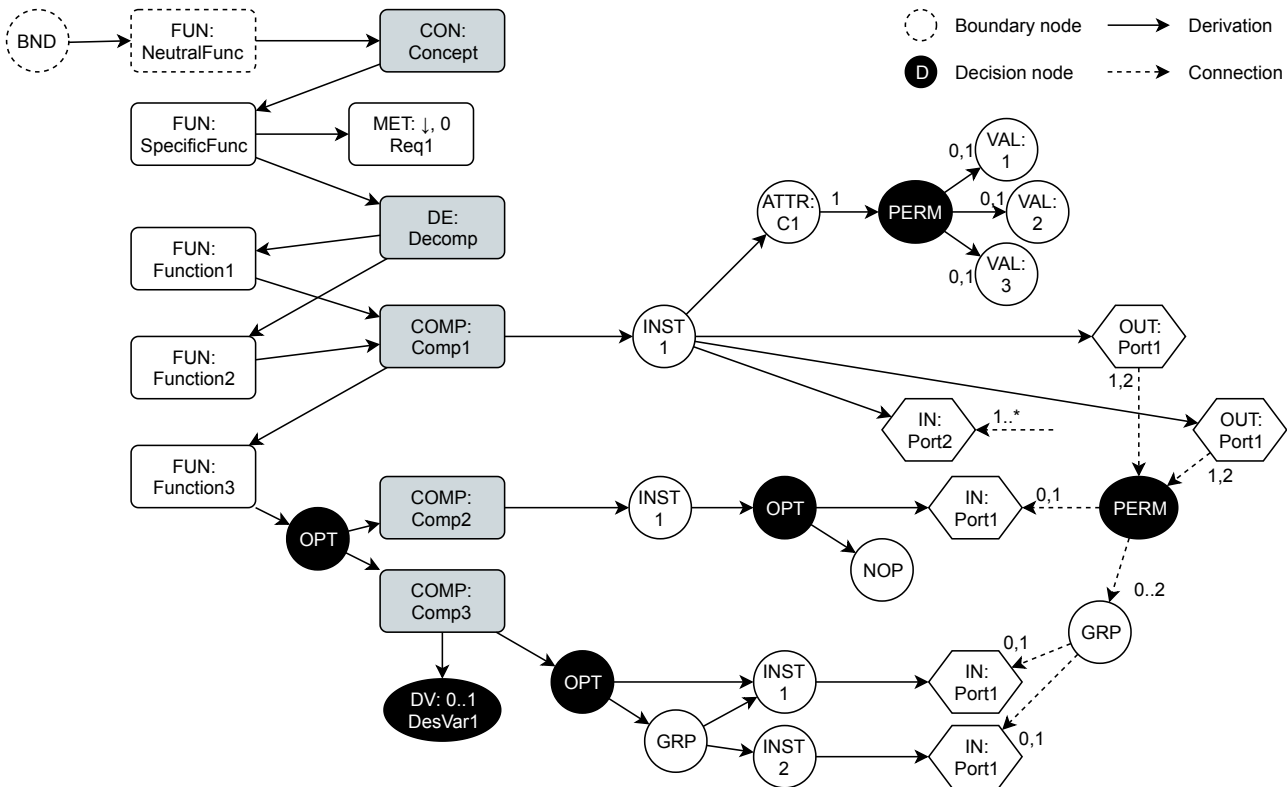 BND
FUN:
NeutralFunc
CON:
Concept
Boundary node
Derivation
D
Decision node
Connection
FUN:
SpecificFunc
MET: ↓, 0
Req1
DE:
Decomp
FUN:
Function1
ATTR:
C1
1
PERM
0,1
VAL:
1
0,1
VAL:
2
0,1
VAL:
3
COMP:
Comp1
INST
1
OUT:
Port1
1,2
FUN:
Function2
IN:
Port2
1..*
OUT:
Port1
1,2
FUN:
Function3
OPT
COMP:
Comp2
INST
1
OPT
IN:
Port1
0,1
PERM
NOP
COMP:
Comp3
0..2
GRP
DV: 0..1
DesVar1
OPT
INST
1
IN:
Port1
0,1
GRP
INST
2
IN:
Port1
0,1